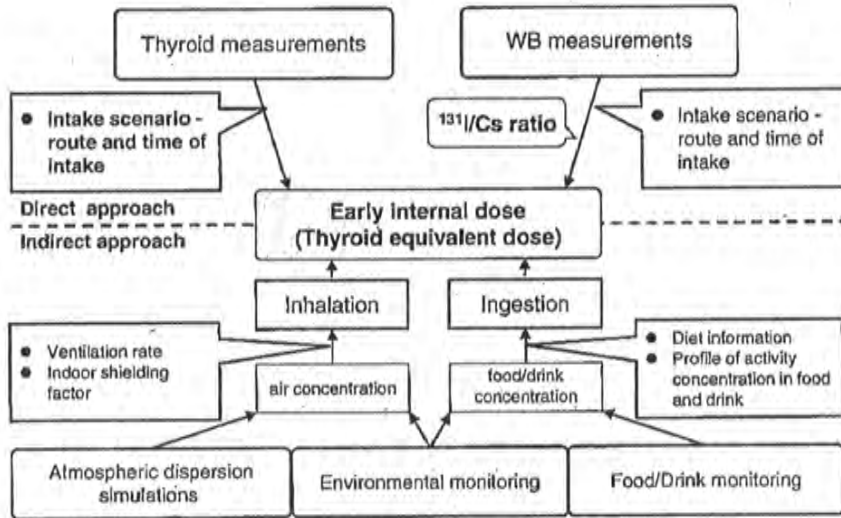 Thyroid measurements
WB measurements
● Intake scenario -
route and time of
intake
¹³¹I/Cs ratio
● Intake scenario -
route and time of
intake
Direct approach
Indirect approach
Early internal dose
(Thyroid equivalent dose)
Inhalation
Ingestion
● Ventilation rate
● Indoor shielding
factor
air concentration
food/drink
concentration
● Diet information
● Profile of activity
concentration in food
and drink
Atmospheric dispersion
simulations
Environmental monitoring
Food/Drink monitoring